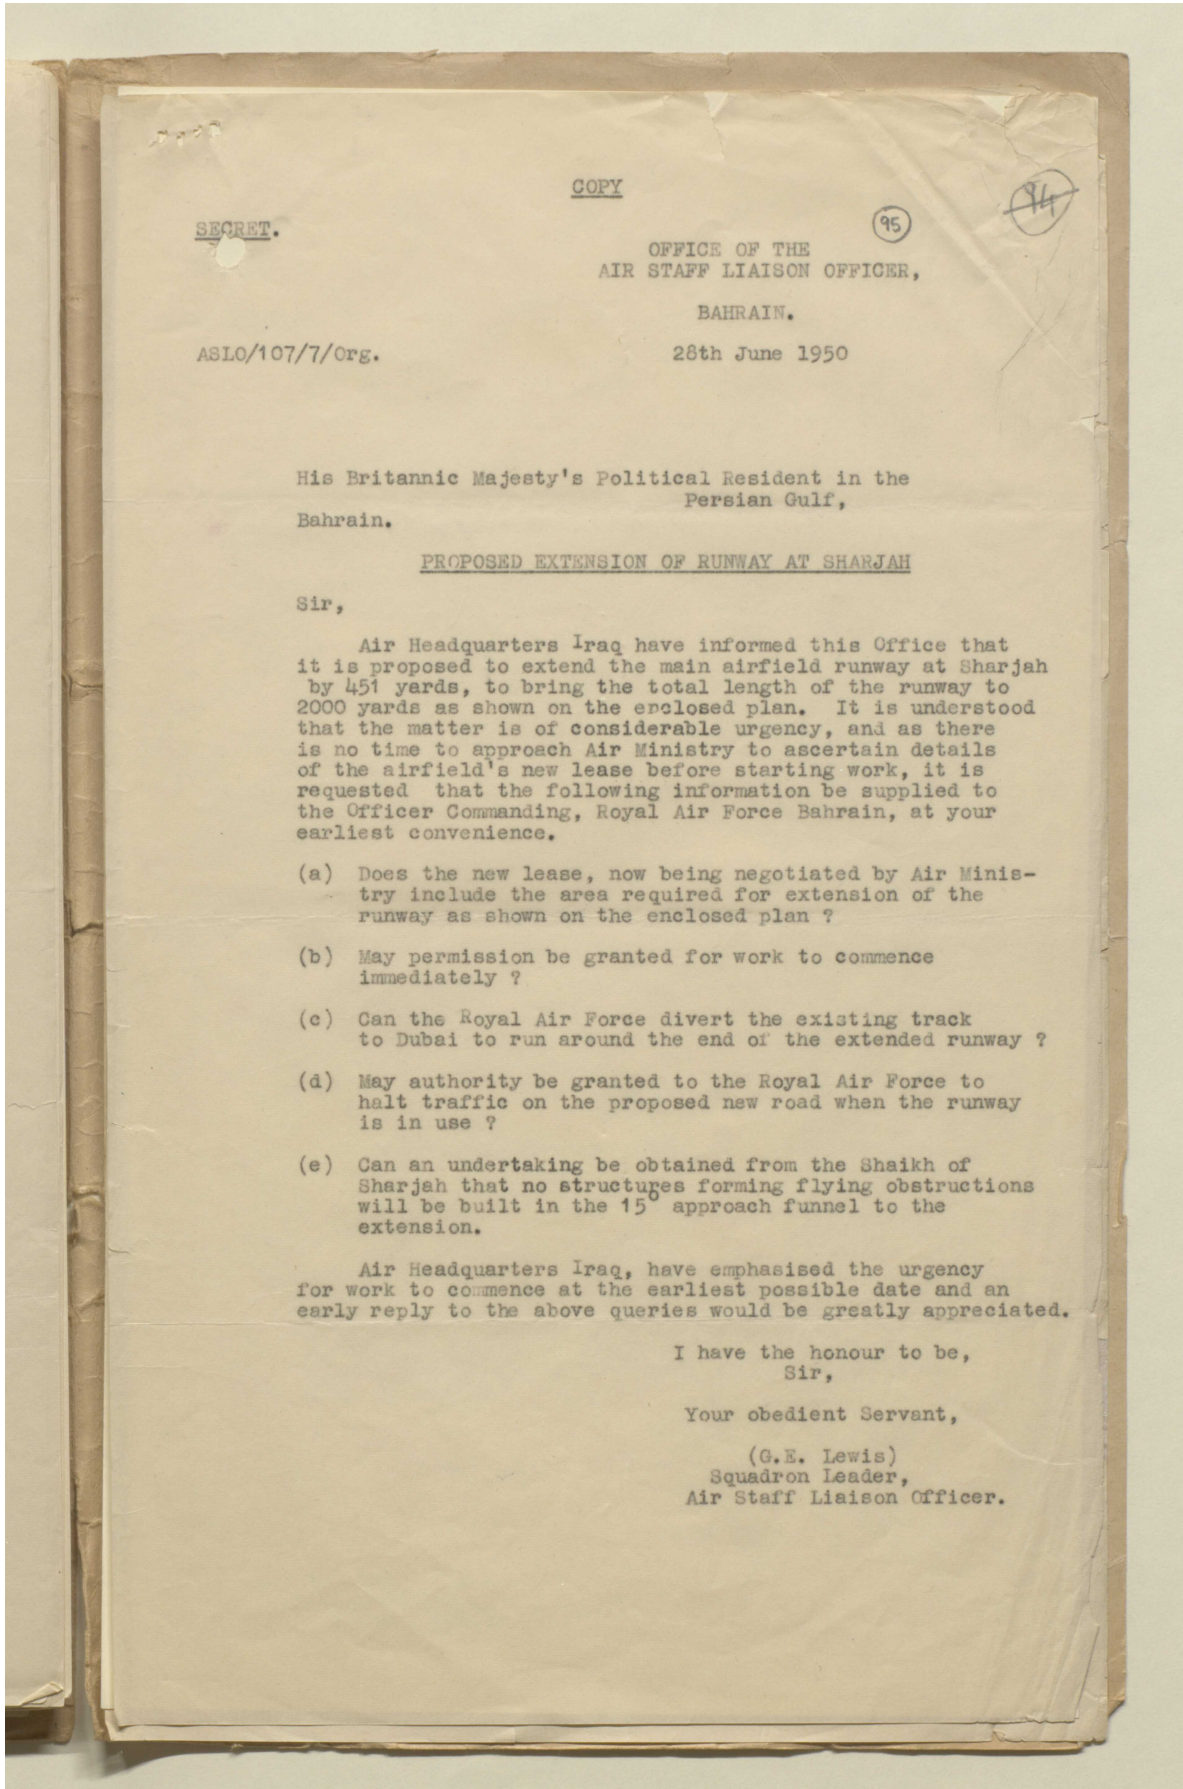 COPY
94
SECRET.
95
OFFICE OF THE
AIR STAFF LIAISON OFFICER,
BAHRAIN.
ASLO/107/7/Org.
28th June 1950
His Britannic Majesty's Political Resident in the
Persian Gulf,
Bahrain.
PROPOSED EXTENSION OF RUNWAY AT SHARJAH
Sir,
Air Headquarters Iraq have informed this Office that
it is proposed to extend the main airfield runway at Sharjah
by 451 yards, to bring the total length of the runway to
2000 yards as shown on the enclosed plan. It is understood
that the matter is of considerable urgency, and as there
is no time to approach Air Ministry to ascertain details
of the airfield's new lease before starting work, it is
requested that the following information be supplied to
the Officer Commanding, Royal Air Force Bahrain, at your
earliest convenience.
(a) Does the new lease, now being negotiated by Air Minis-
try include the area required for extension of the
runway as shown on the enclosed plan ?
(b) May permission be granted for work to commence
immediately ?
(c) Can the Royal Air Force divert the existing track
to Dubai to run around the end of the extended runway ?
(d) May authority be granted to the Royal Air Force to
halt traffic on the proposed new road when the runway
is in use ?
(e) Can an undertaking be obtained from the Shaikh of
Sharjah that no structures forming flying obstructions
will be built in the 15° approach funnel to the
extension.
Air Headquarters Iraq, have emphasised the urgency
for work to commence at the earliest possible date and an
early reply to the above queries would be greatly appreciated.
I have the honour to be,
Sir,
Your obedient Servant,
(G.E. Lewis)
Squadron Leader,
Air Staff Liaison Officer.